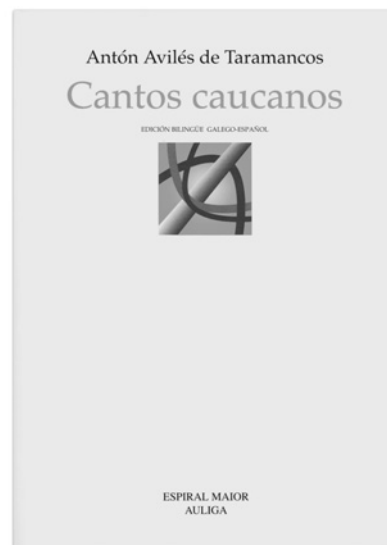 Antón Avilés de Taramancos
Cantos caucanos
EDICIÓN BILINGÜE GALEGO-ESPAÑOL
ESPIRAL MAIOR
AULIGA